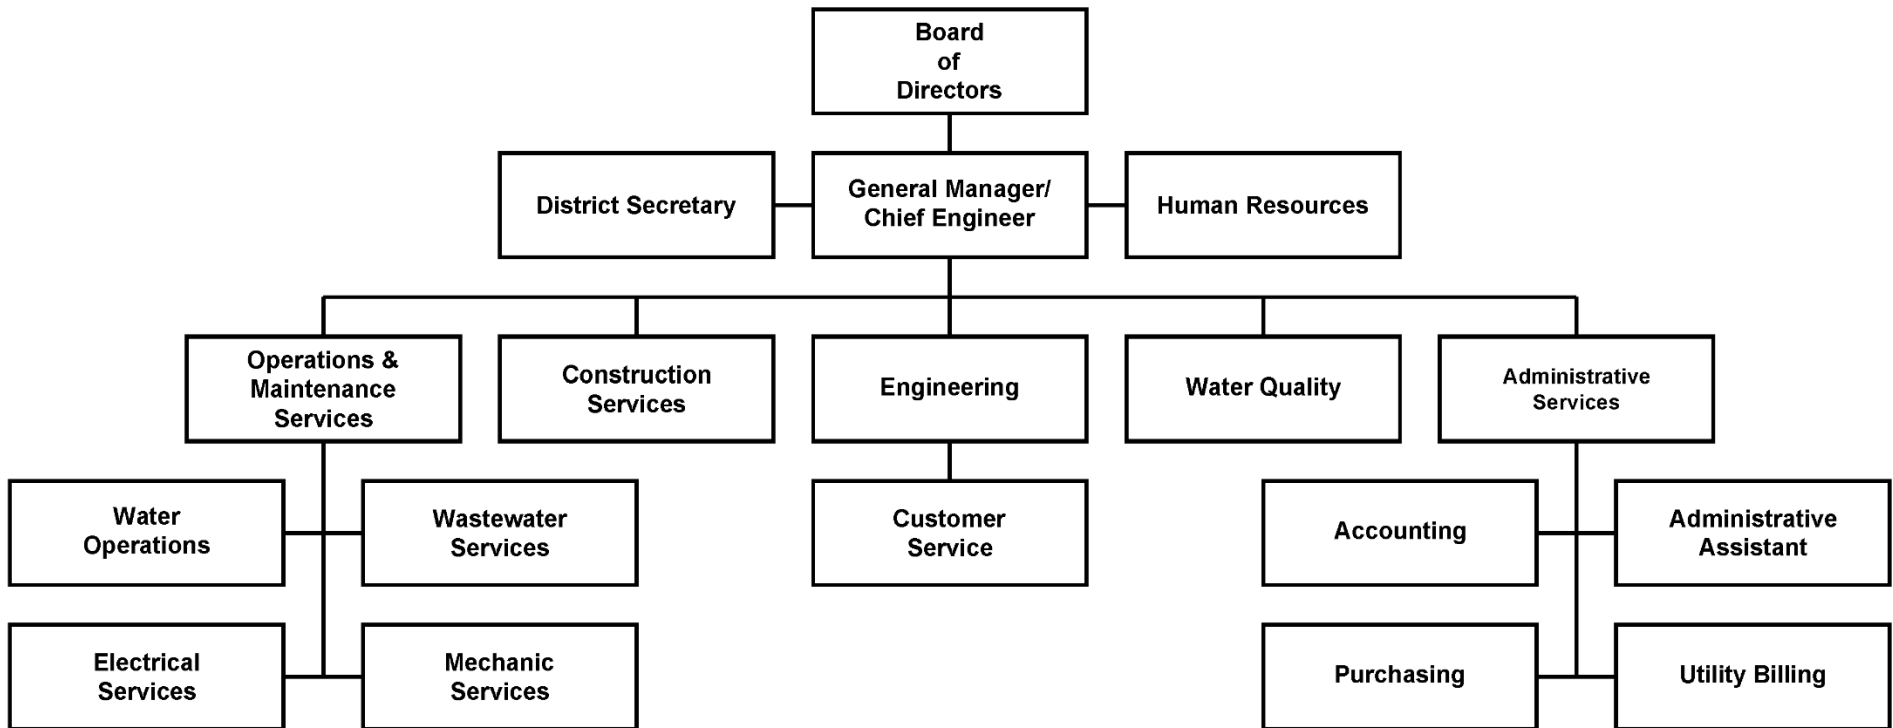 Board
of
Directors
District Secretary
General Manager/
Chief Engineer
Human Resources
Operations &
Maintenance
Services
Construction
Services
Engineering
Water Quality
Administrative
Services
Water
Operations
Wastewater
Services
Customer
Service
Accounting
Administrative
Assistant
Electrical
Services
Mechanic
Services
Purchasing
Utility Billing